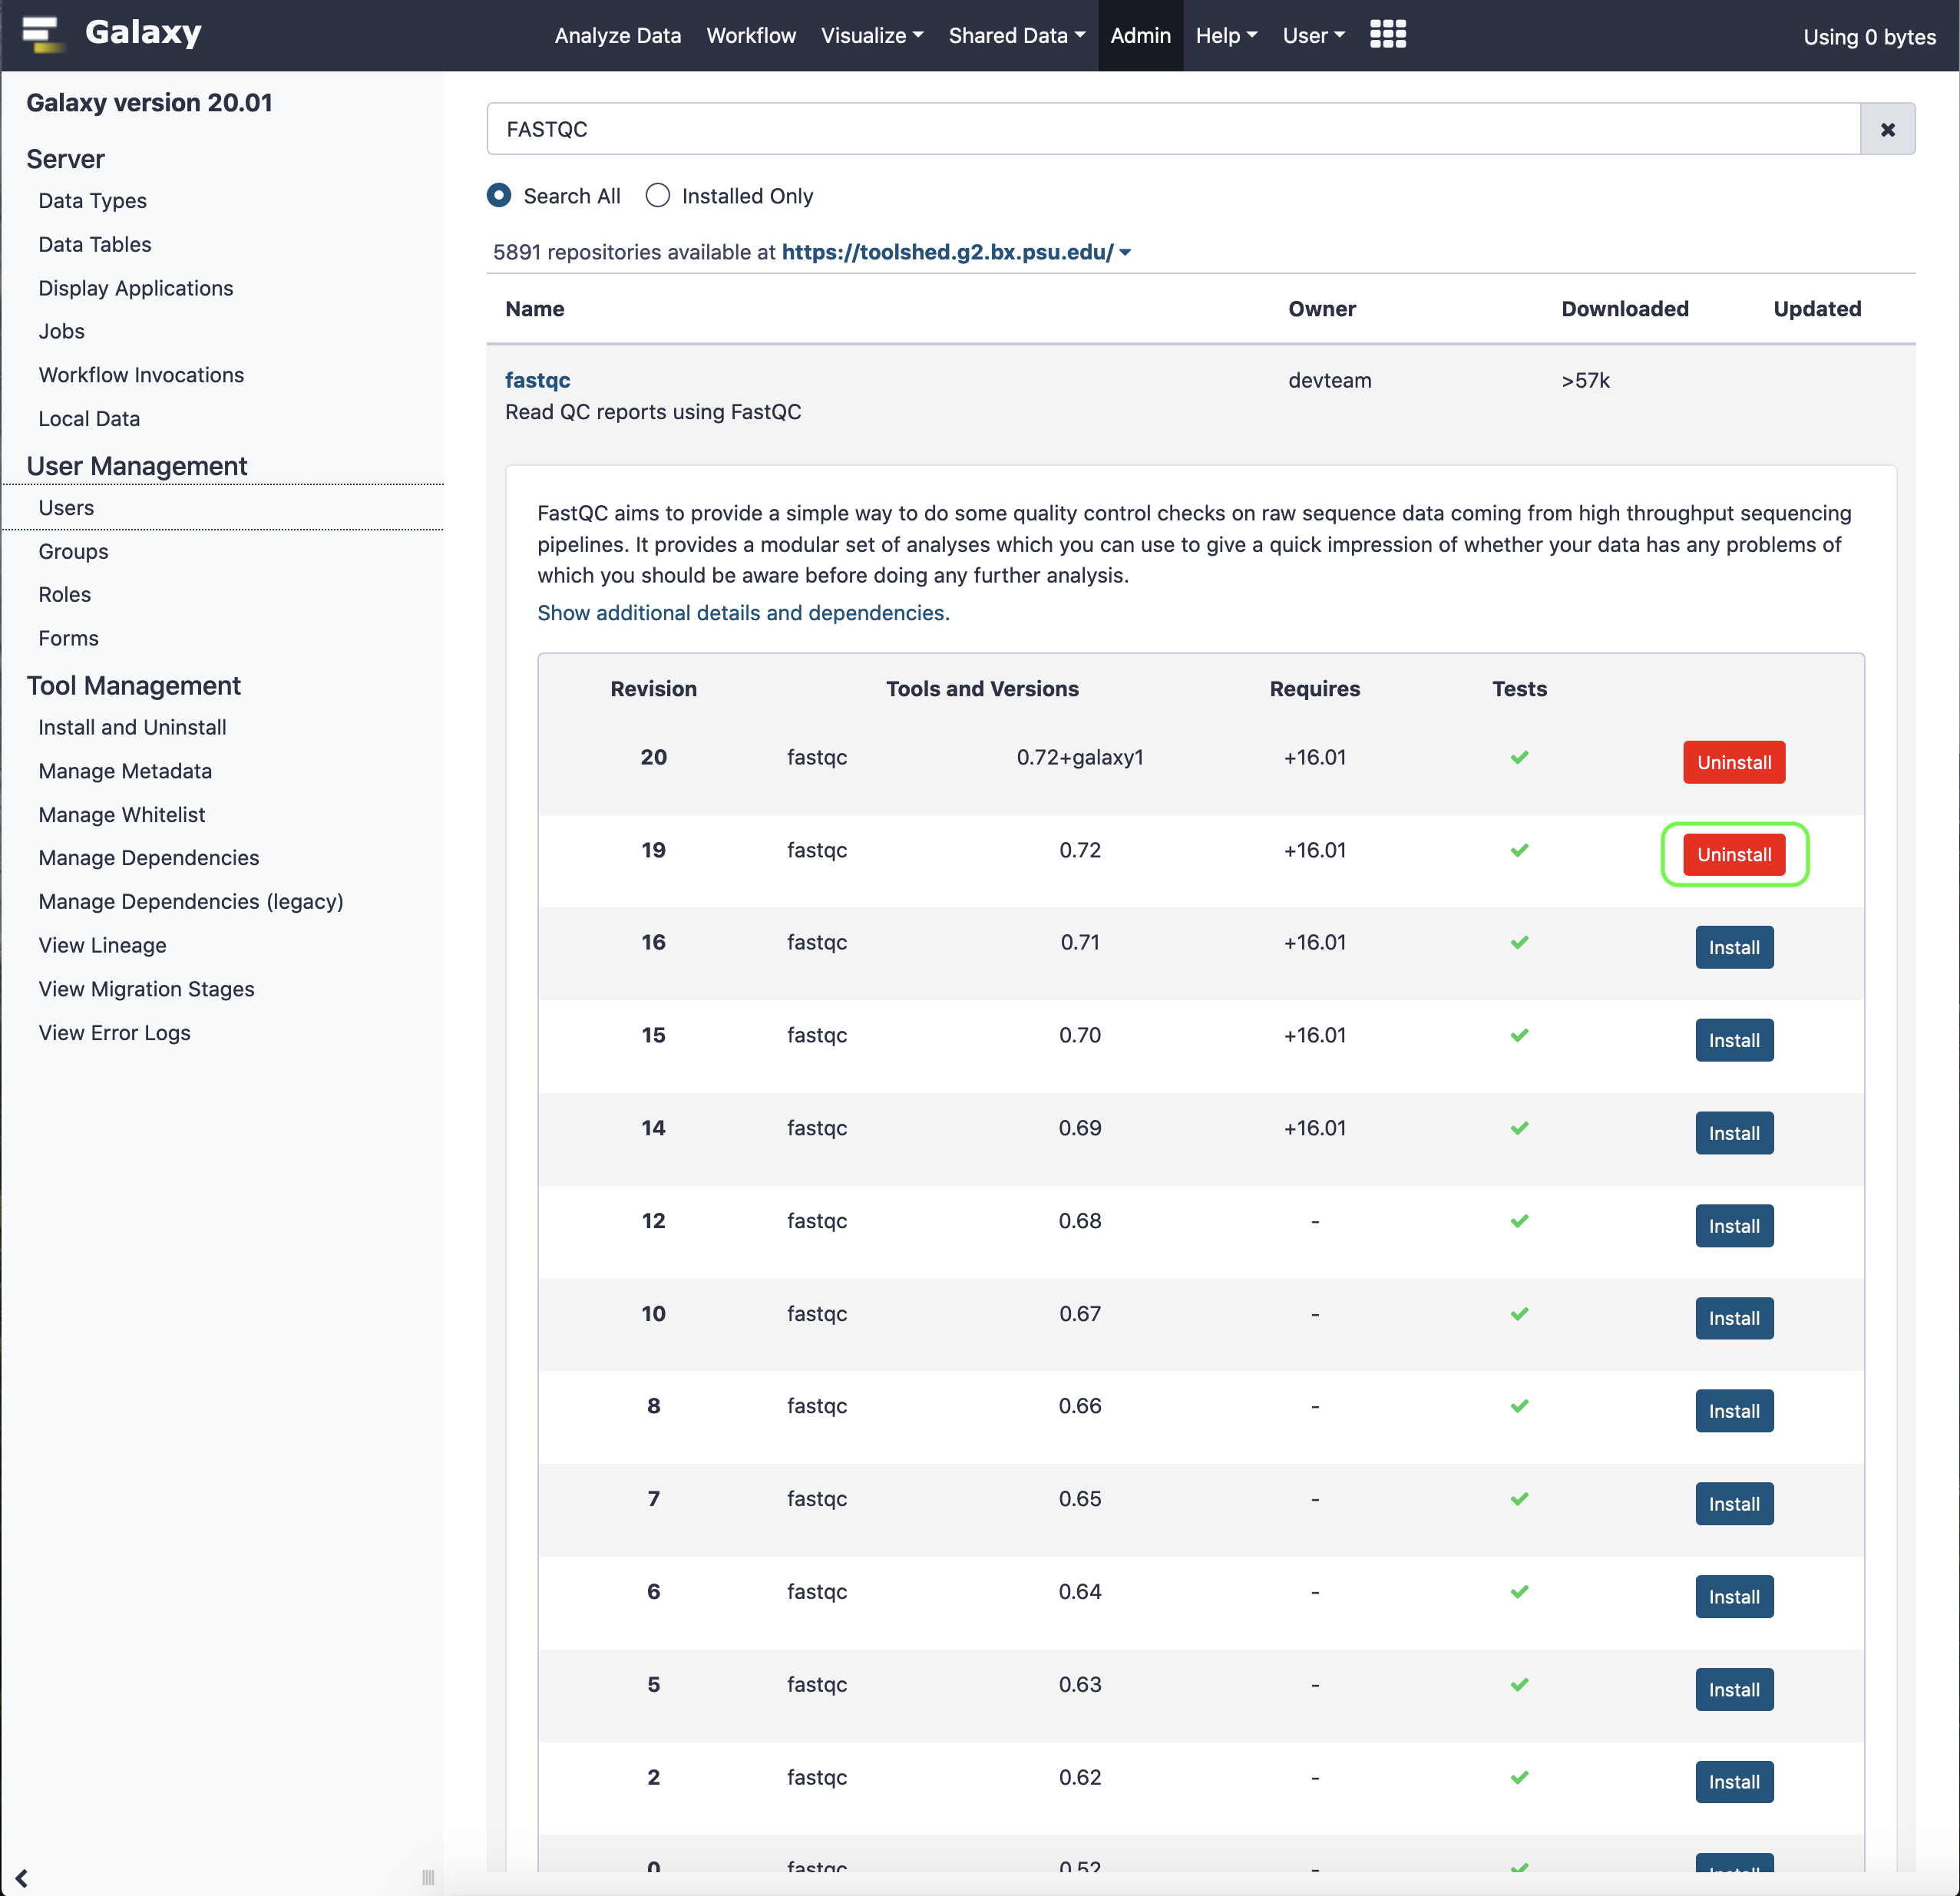 Galaxy
Analyze Data Workflow Visualize Shared Data Admin Help User
Using 0 bytes
Galaxy version 20.01
Server
Data Types
Data Tables
Display Applications
Jobs
Workflow Invocations
Local Data
User Management
Users
Groups
Roles
Forms
Tool Management
Install and Uninstall
Manage Metadata
Manage Whitelist
Manage Dependencies
Manage Dependencies (legacy)
View Lineage
View Migration Stages
View Error Logs
FASTQC
Search All Installed Only
5891 repositories available at https://toolshed.g2.bx.psu.edu/
Name Owner Downloaded Updated
fastqc devteam >57k
Read QC reports using FastQC
FastQC aims to provide a simple way to do some quality control checks on raw sequence data coming from high throughput sequencing
pipelines. It provides a modular set of analyses which you can use to give a quick impression of whether your data has any problems of
which you should be aware before doing any further analysis.
Show additional details and dependencies.
Revision Tools and Versions Requires Tests
20 fastqc 0.72+galaxy1 +16.01 Uninstall
19 fastqc 0.72 +16.01 Uninstall
16 fastqc 0.71 +16.01 Install
15 fastqc 0.70 +16.01 Install
14 fastqc 0.69 +16.01 Install
12 fastqc 0.68 - Install
10 fastqc 0.67 - Install
8 fastqc 0.66 - Install
7 fastqc 0.65 - Install
6 fastqc 0.64 - Install
5 fastqc 0.63 - Install
2 fastqc 0.62 - Install
0 fastqc 0.52 - Install